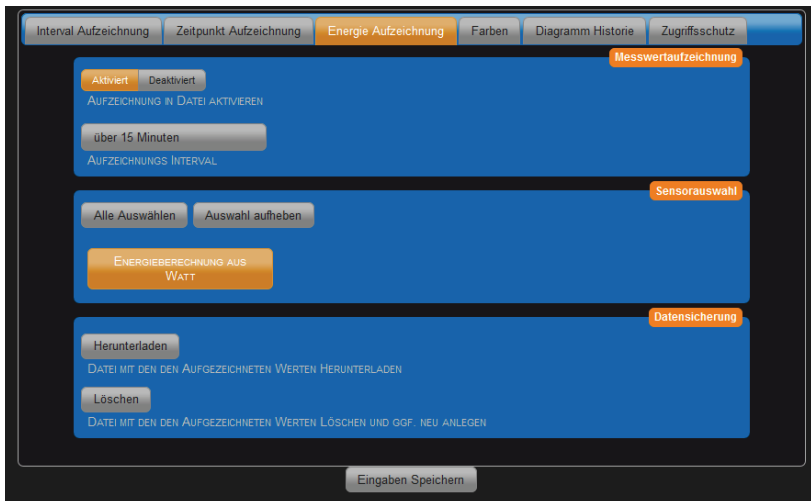 Interval Aufzeichnung Zeitpunkt Aufzeichnung Energie Aufzeichnung Farben Diagramm Historie Zugriffsschutz
Messwertaufzeichnung
Aktiviert Deaktiviert
AUFZEICHNUNG IN DATEI AKTIVIEREN
über 15 Minuten
AUFZEICHNUNGS INTERVAL
Sensorauswahl
Alle Auswählen Auswahl aufheben
ENERGIEBERECHNUNG AUS
WATT
Datensicherung
Herunterladen
DATEI MIT DEN DEN AUFGEZEICHNETEN WERTEN HERUNTERLADEN
Löschen
DATEI MIT DEN DEN AUFGEZEICHNETEN WERTEN LÖSCHEN UND GGF. NEU ANLEGEN
Eingaben Speichern